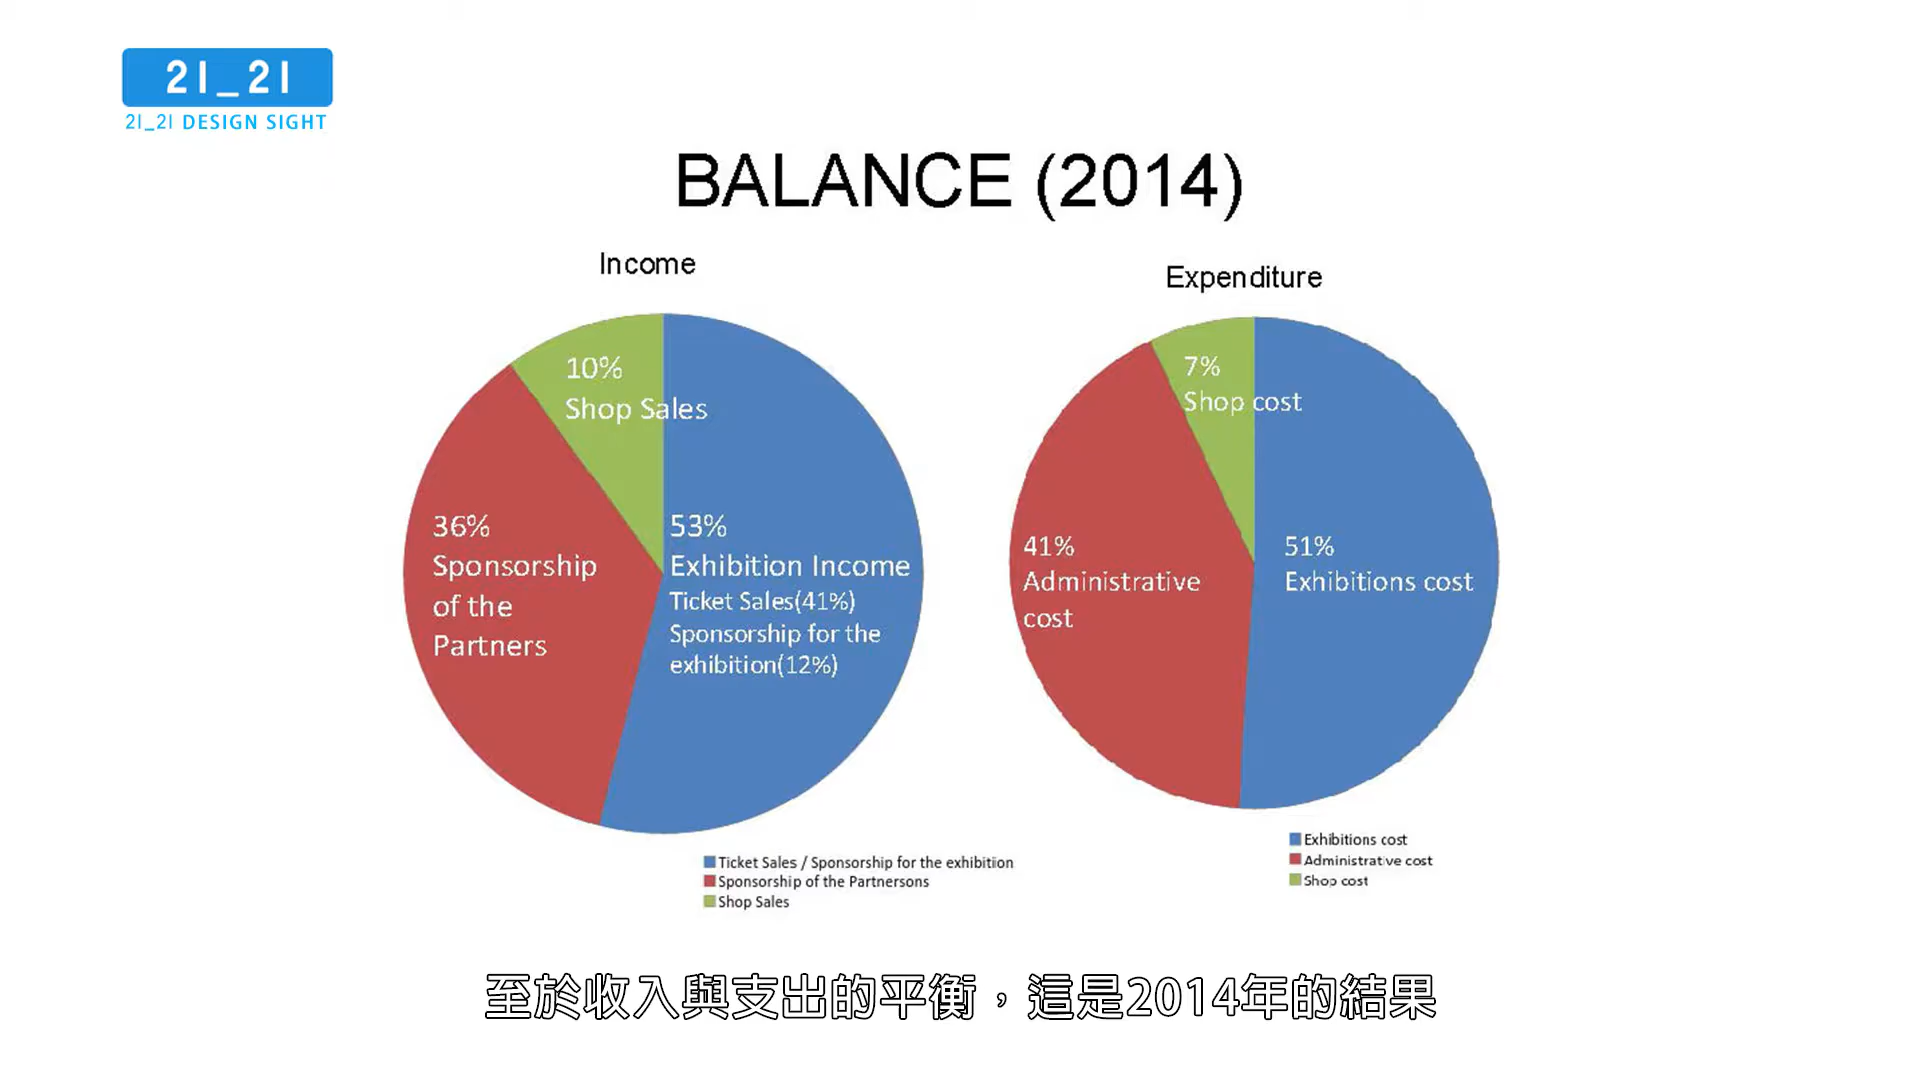 21_21
21_21 DESIGN SIGHT
BALANCE (2014)
Income
10%
Shop Sales
36%
Sponsorship
of the
Partners
53%
Exhibition Income
Ticket Sales(41%)
Sponsorship for the
exhibition(12%)
Ticket Sales / Sponsorship for the exhibition
Sponsorship of the Partnersons
Shop Sales
Expenditure
7%
Shop cost
41%
Administrative
cost
51%
Exhibitions cost
Exhibitions cost
Administrative cost
Shop cost
至於收入與支出的平衡，這是2014年的結果